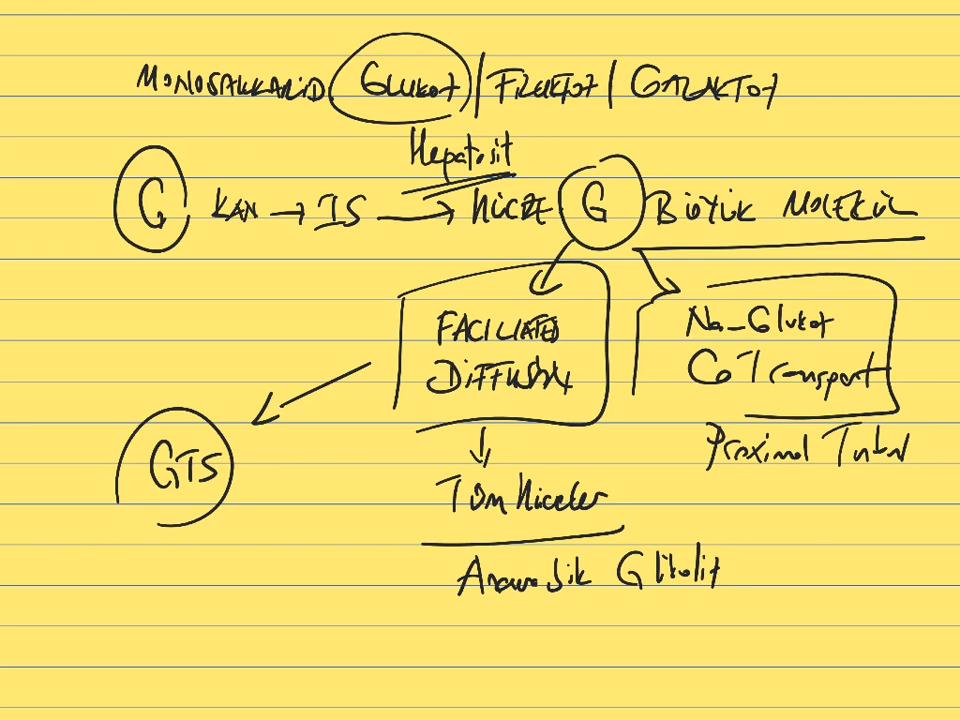 MONOSAKKARİD GLUKOZ / FRUKTOZ / GALAKTOZ
Hepatosit
G KAN → IS → HÜCRE G BÜYÜK MOLEKÜL
FACILIATED
DIFFUSION
Na-Glukoz
CoTransport
Proximal Tubul
GTS
Tüm Hücreler
Anaerobik Glikoliz